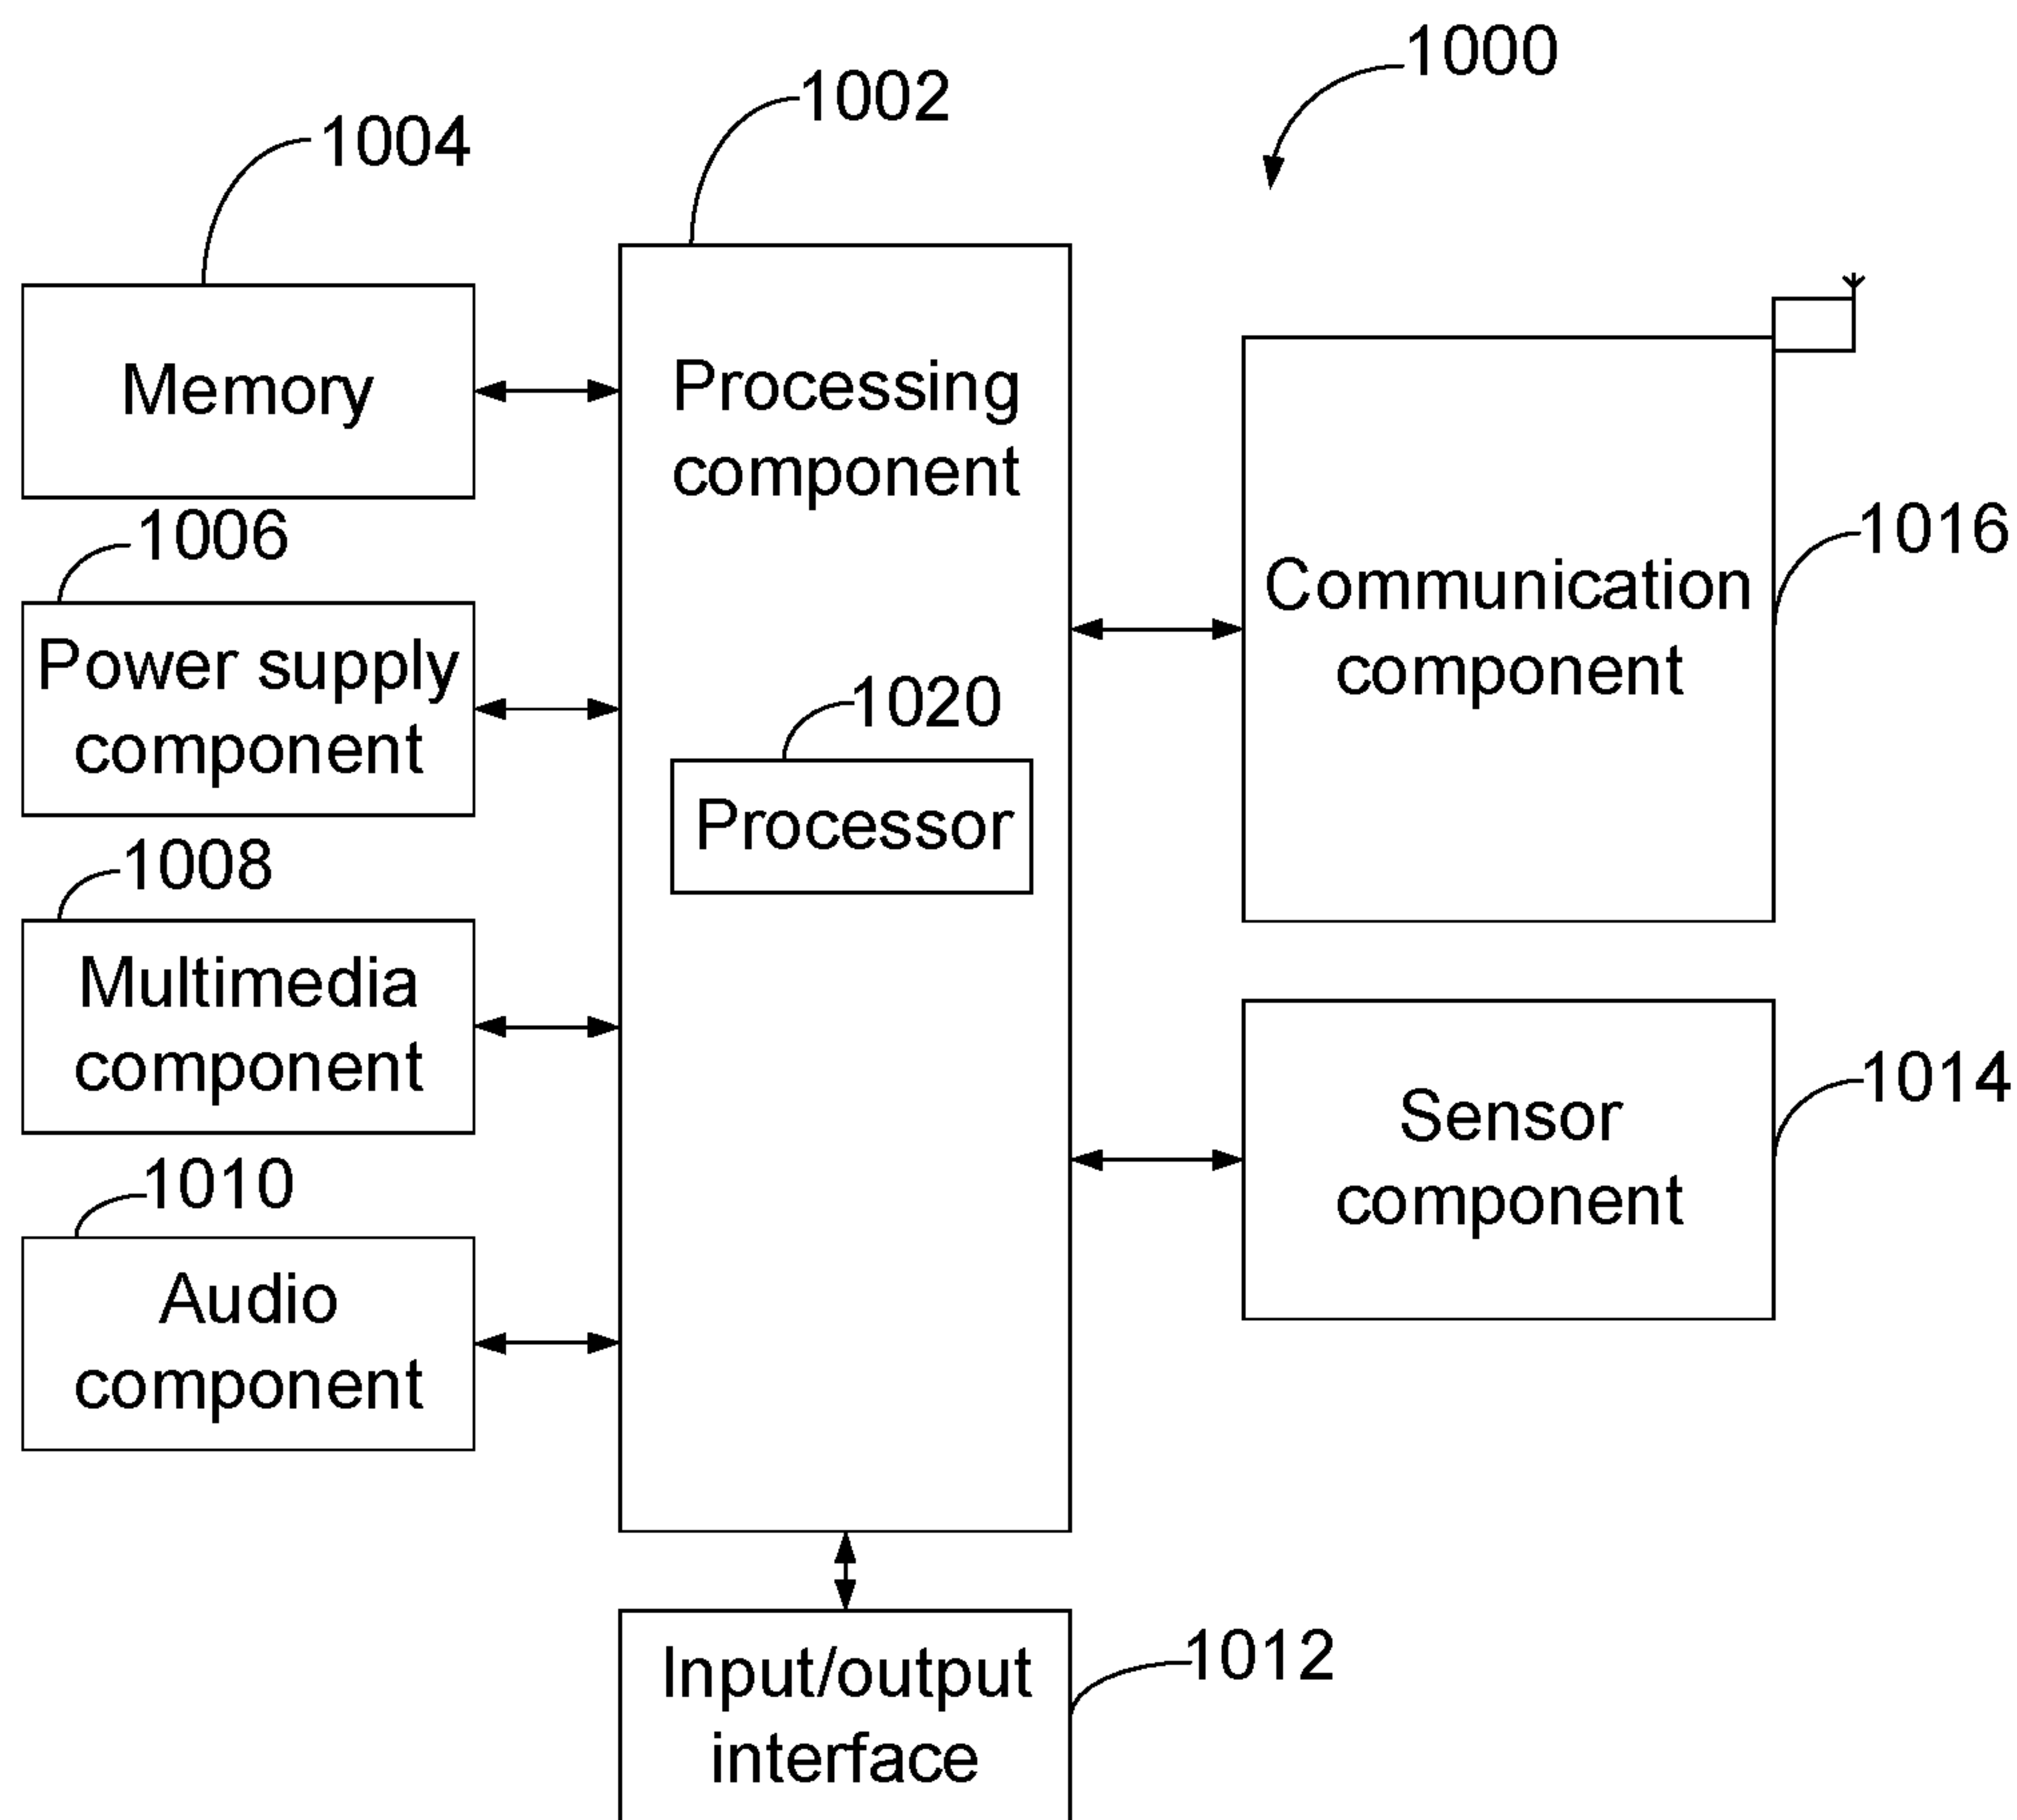 1000
1002
1004
Memory
Processing
component
1006
Power supply
component
1016
Communication
component
1020
Processor
1008
Multimedia
component
1014
Sensor
component
1010
Audio
component
1012
Input/output
interface